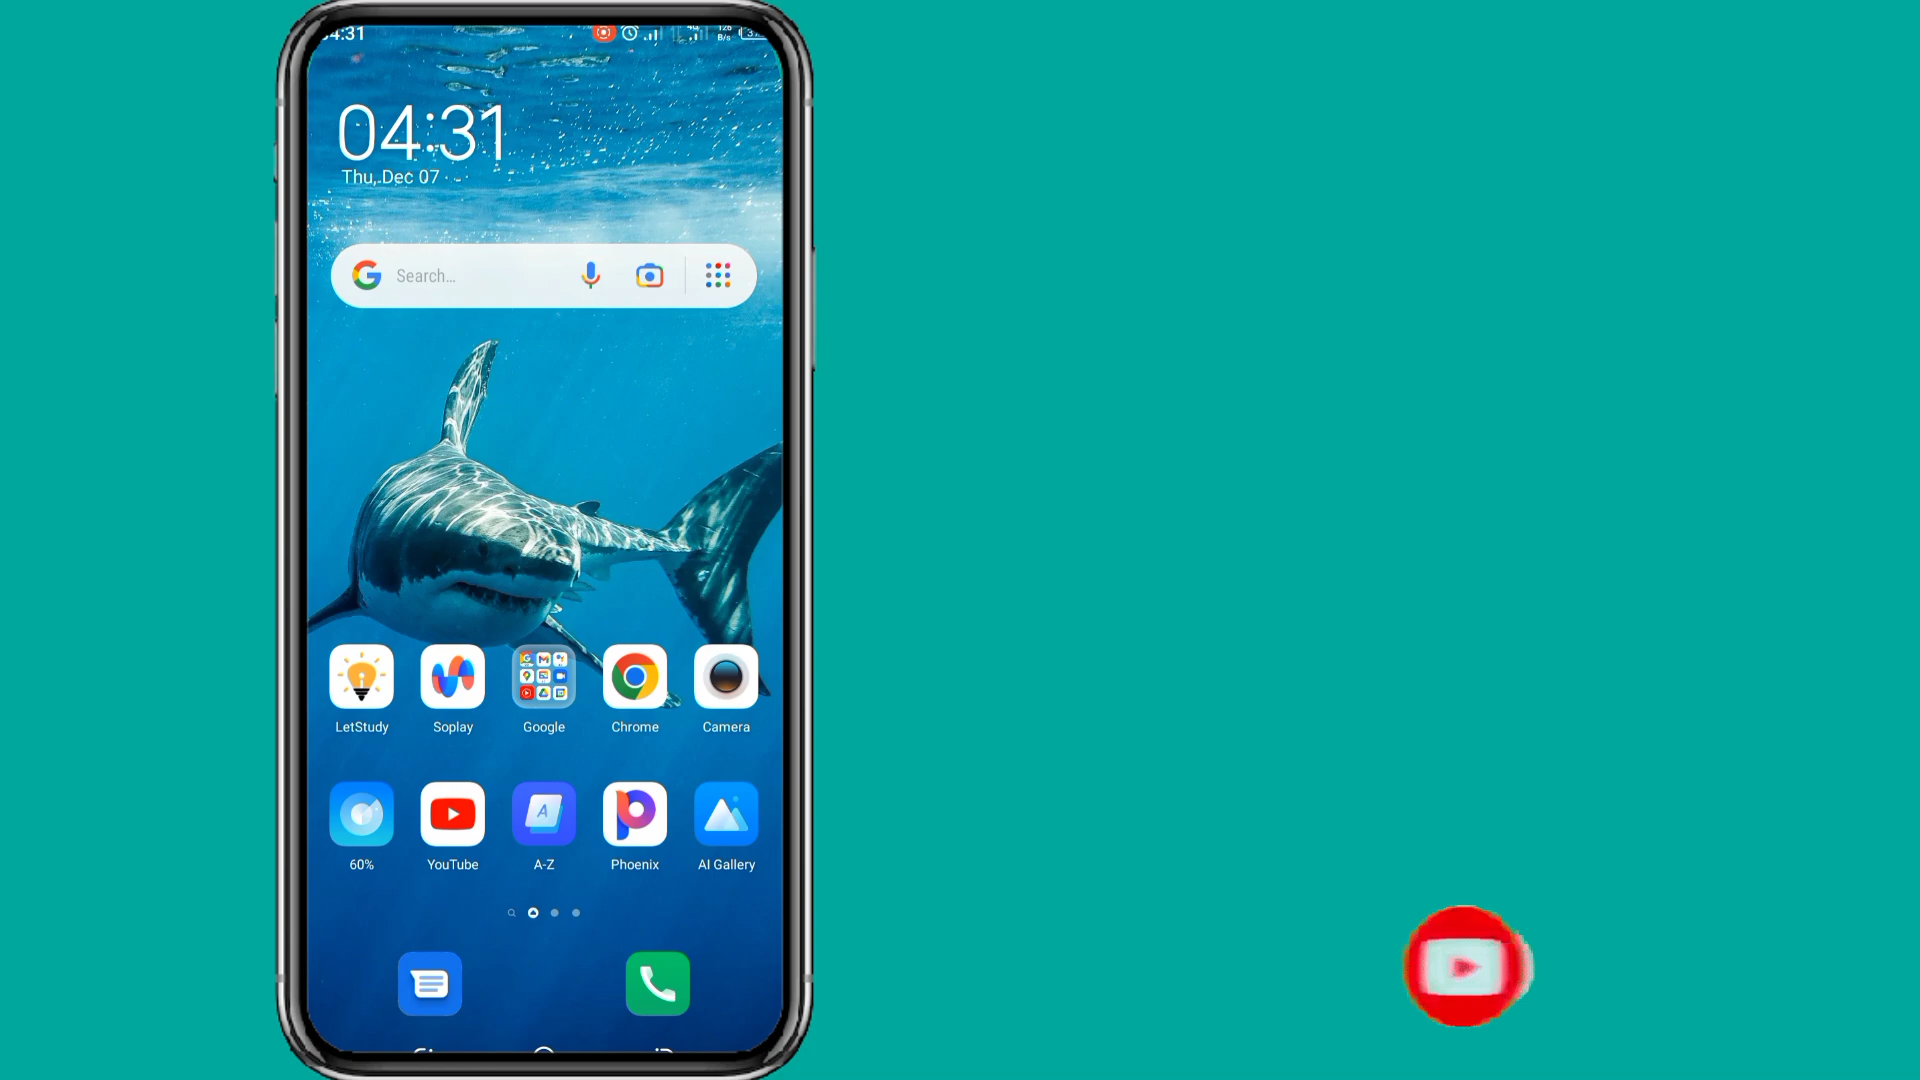 04:31
Thu, Dec 07
Search...
LetStudy
Soplay
Google
Chrome
Camera
60%
YouTube
A-Z
Phoenix
AI Gallery